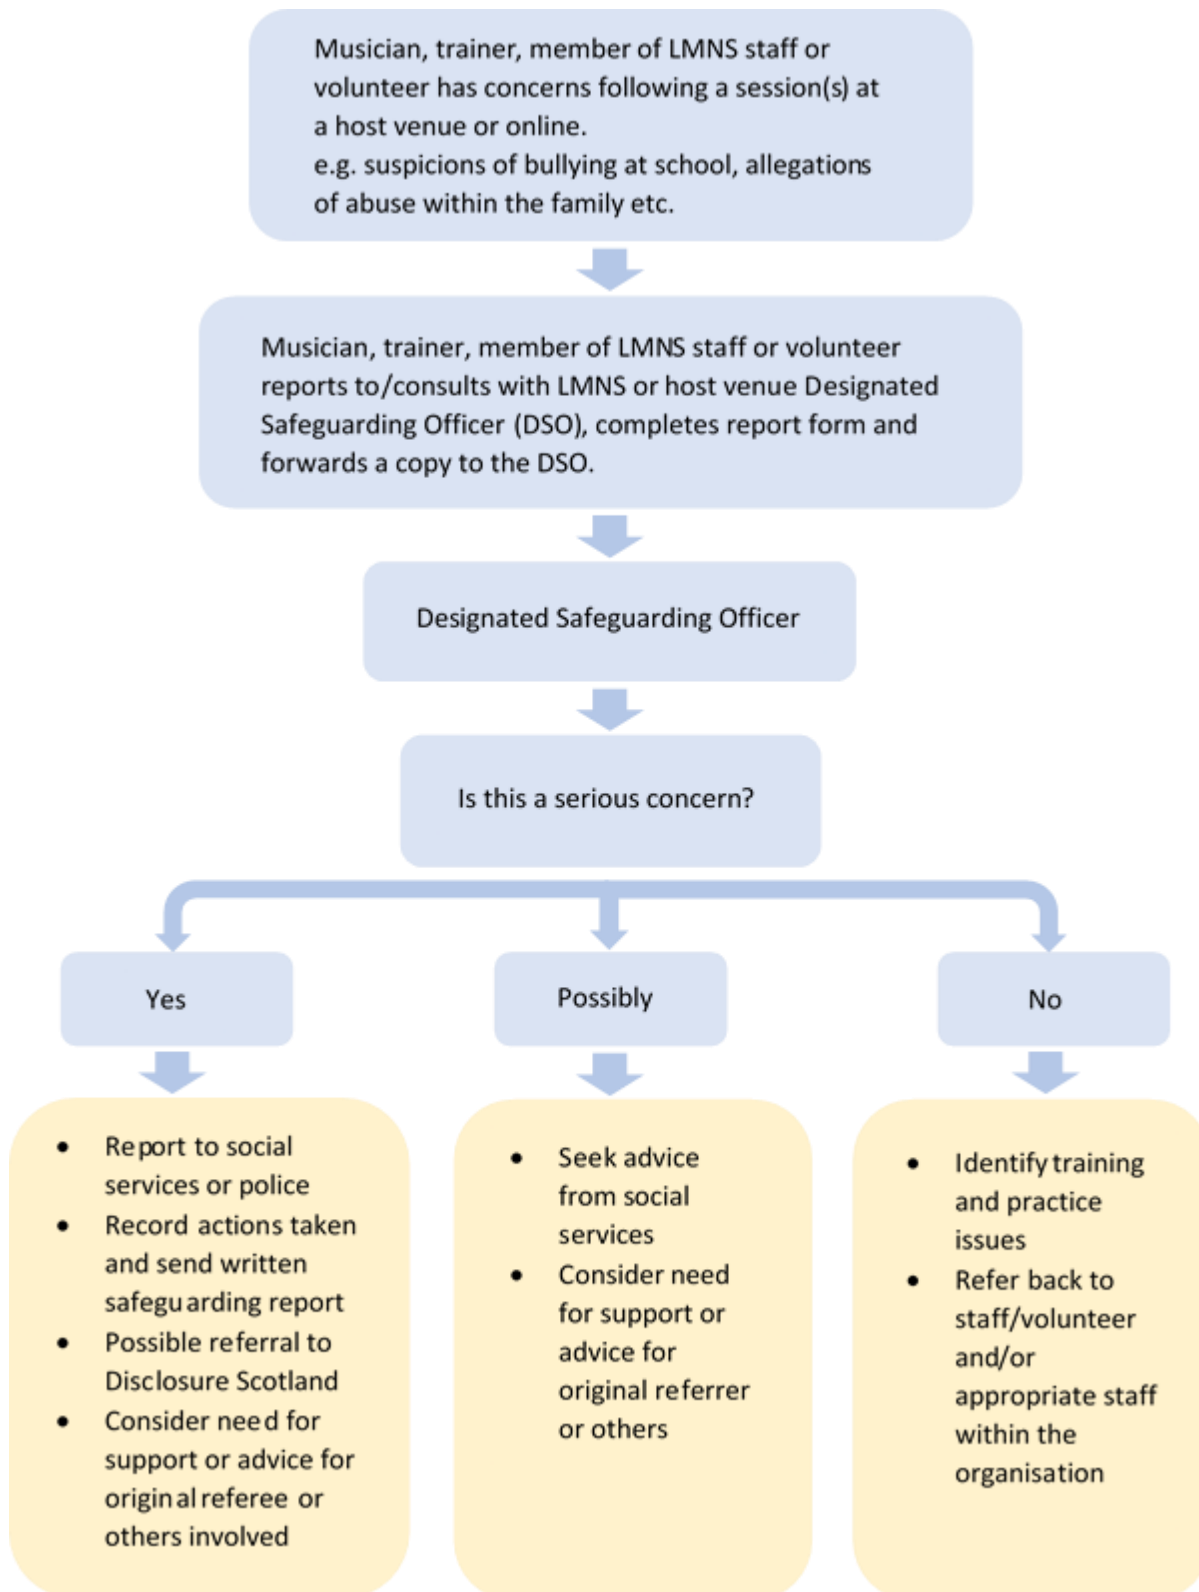 Musician, trainer, member of LMNS staff or
volunteer has concerns following a session(s) at
a host venue or online.
e.g. suspicions of bullying at school, allegations
of abuse within the family etc.
Musician, trainer, member of LMNS staff or volunteer
reports to/consults with LMNS or host venue Designated
Safeguarding Officer (DSO), completes report form and
forwards a copy to the DSO.
Designated Safeguarding Officer
Is this a serious concern?
Yes
Possibly
No
• Report to social
services or police
• Record actions taken
and send written
safeguarding report
• Possible referral to
Disclosure Scotland
• Consider need for
support or advice for
original referee or
others involved
• Seek advice
from social
services
• Consider need
for support or
advice for
original referrer
or others
• Identify training
and practice
issues
• Refer back to
staff/volunteer
and/or
appropriate staff
within the
organisation